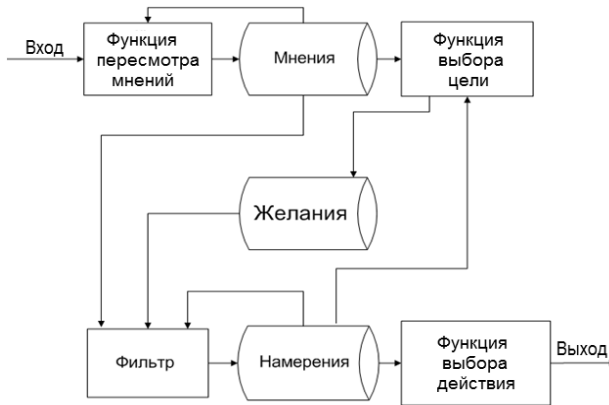 Вход
Функция
пересмотра
мнений
Мнения
Функция
выбора
цели
Желания
Фильтр
Намерения
Функция
выбора
действия
Выход